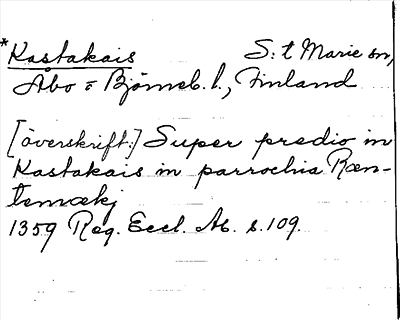 *Kastakais S:t Marie sn,
Åbo o Björneb. l., Finland
[överskrift:] Super predio in
Kastakais in parrochia Ræn-
temækj
1359 Reg. Eccl. Ab. s. 109.